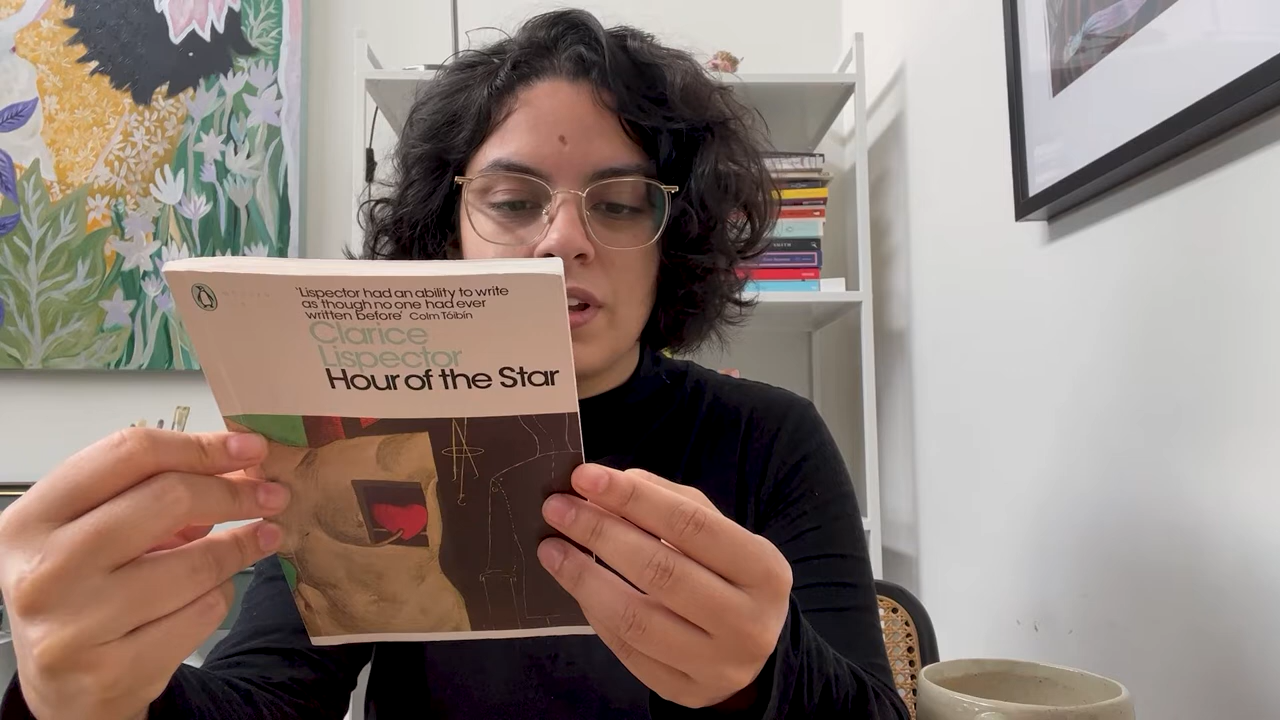 'Lispector had an ability to write
as though no one had ever
written before' Colm Tóibín
Clarice
Lispector
Hour of the Star